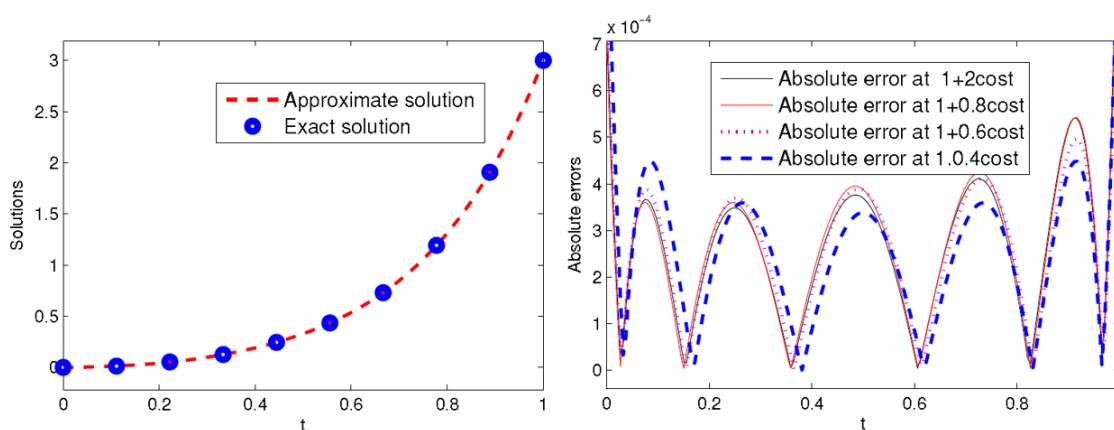 3
2.5
2
1.5
1
0.5
0
0
0.2
0.4
0.6
0.8
1
t
Solutions
Approximate solution
Exact solution
x 10⁻⁴
7
6
5
4
3
2
1
0
0
0.2
0.4
0.6
0.8
t
Absolute errors
Absolute error at 1+2cost
Absolute error at 1+0.8cost
Absolute error at 1+0.6cost
Absolute error at 1.0.4cost